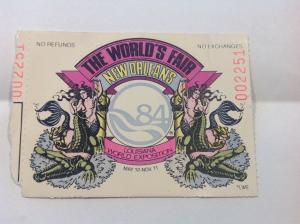 NO REFUNDS
NO EXCHANGES
THE WORLD'S FAIR
NEW ORLEANS
002251
002251
84
LOUISIANA
WORLD EXPOSITION
MAY 12-NOV 11